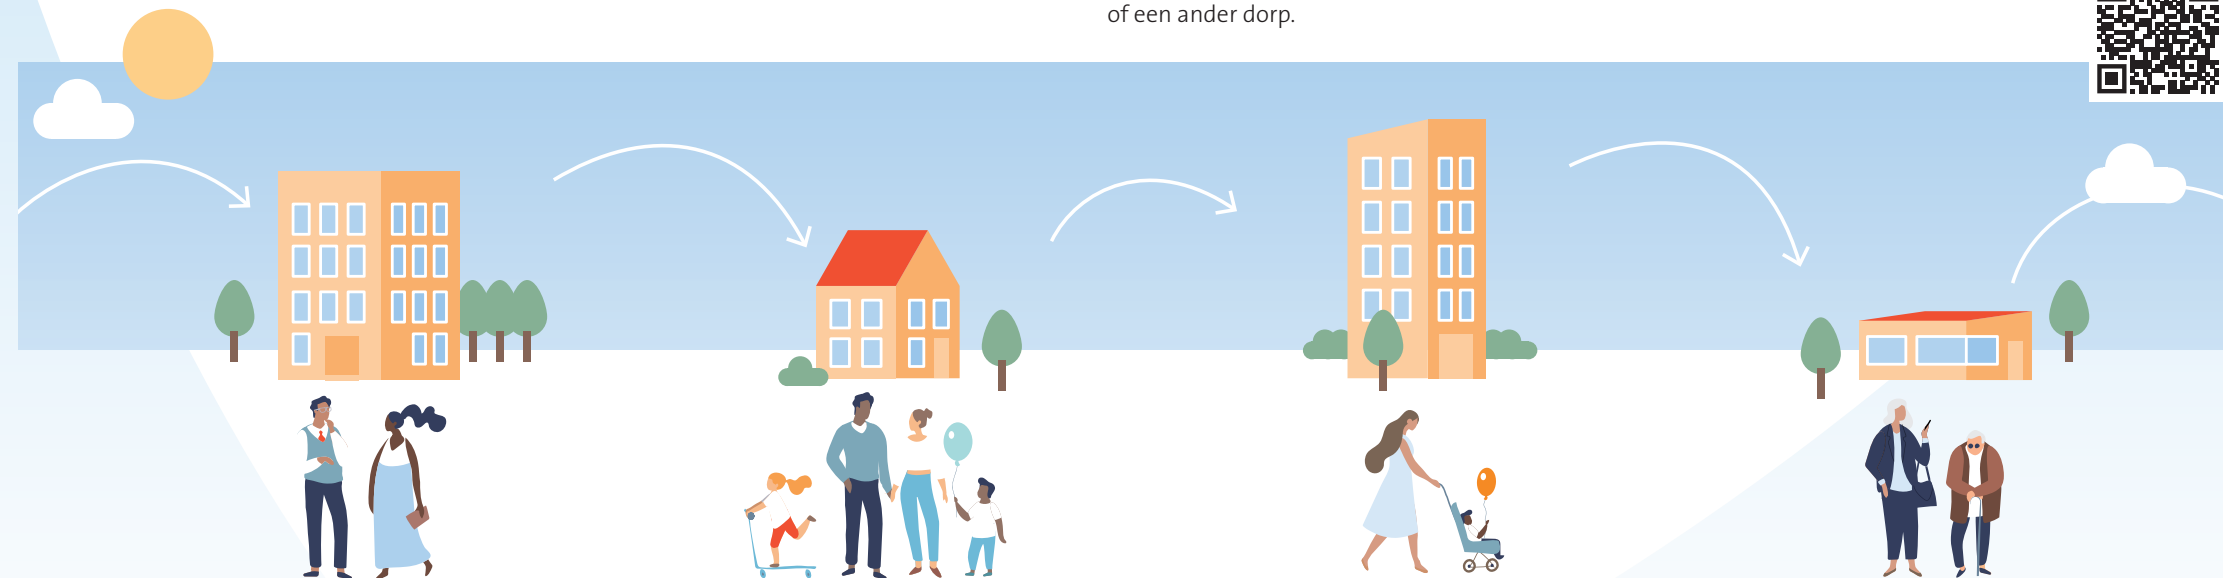 of een ander dorp.